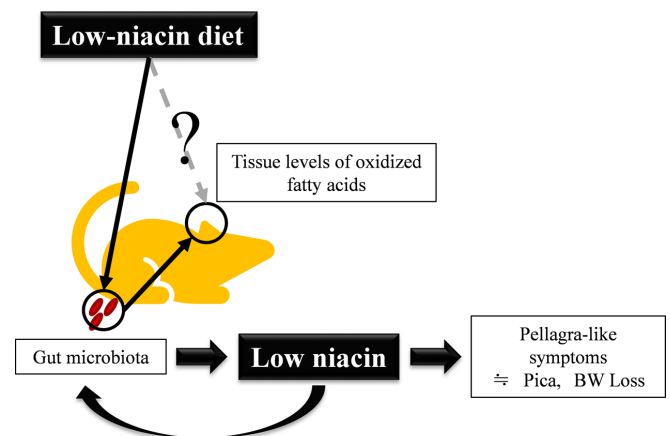 Low-niacin diet
?
Tissue levels of oxidized
fatty acids
Gut microbiota
Low niacin
Pellagra-like
symptoms
≒ Pica, BW Loss